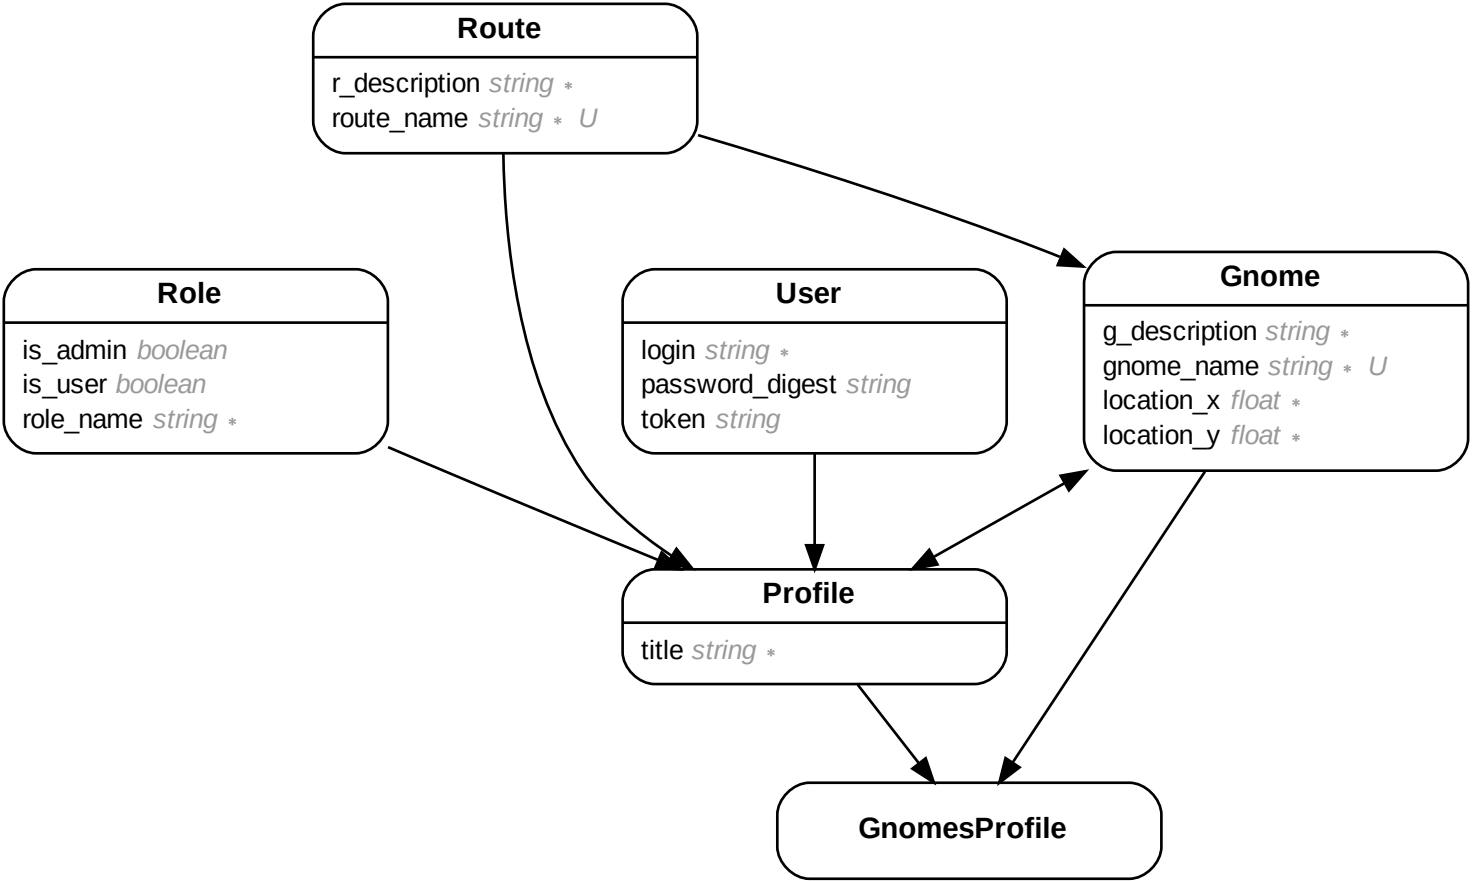 Route
r_description string *
route_name string * U
Role
is_admin boolean
is_user boolean
role_name string *
User
login string *
password_digest string
token string
Gnome
g_description string *
gnome_name string * U
location_x float *
location_y float *
Profile
title string *
GnomesProfile